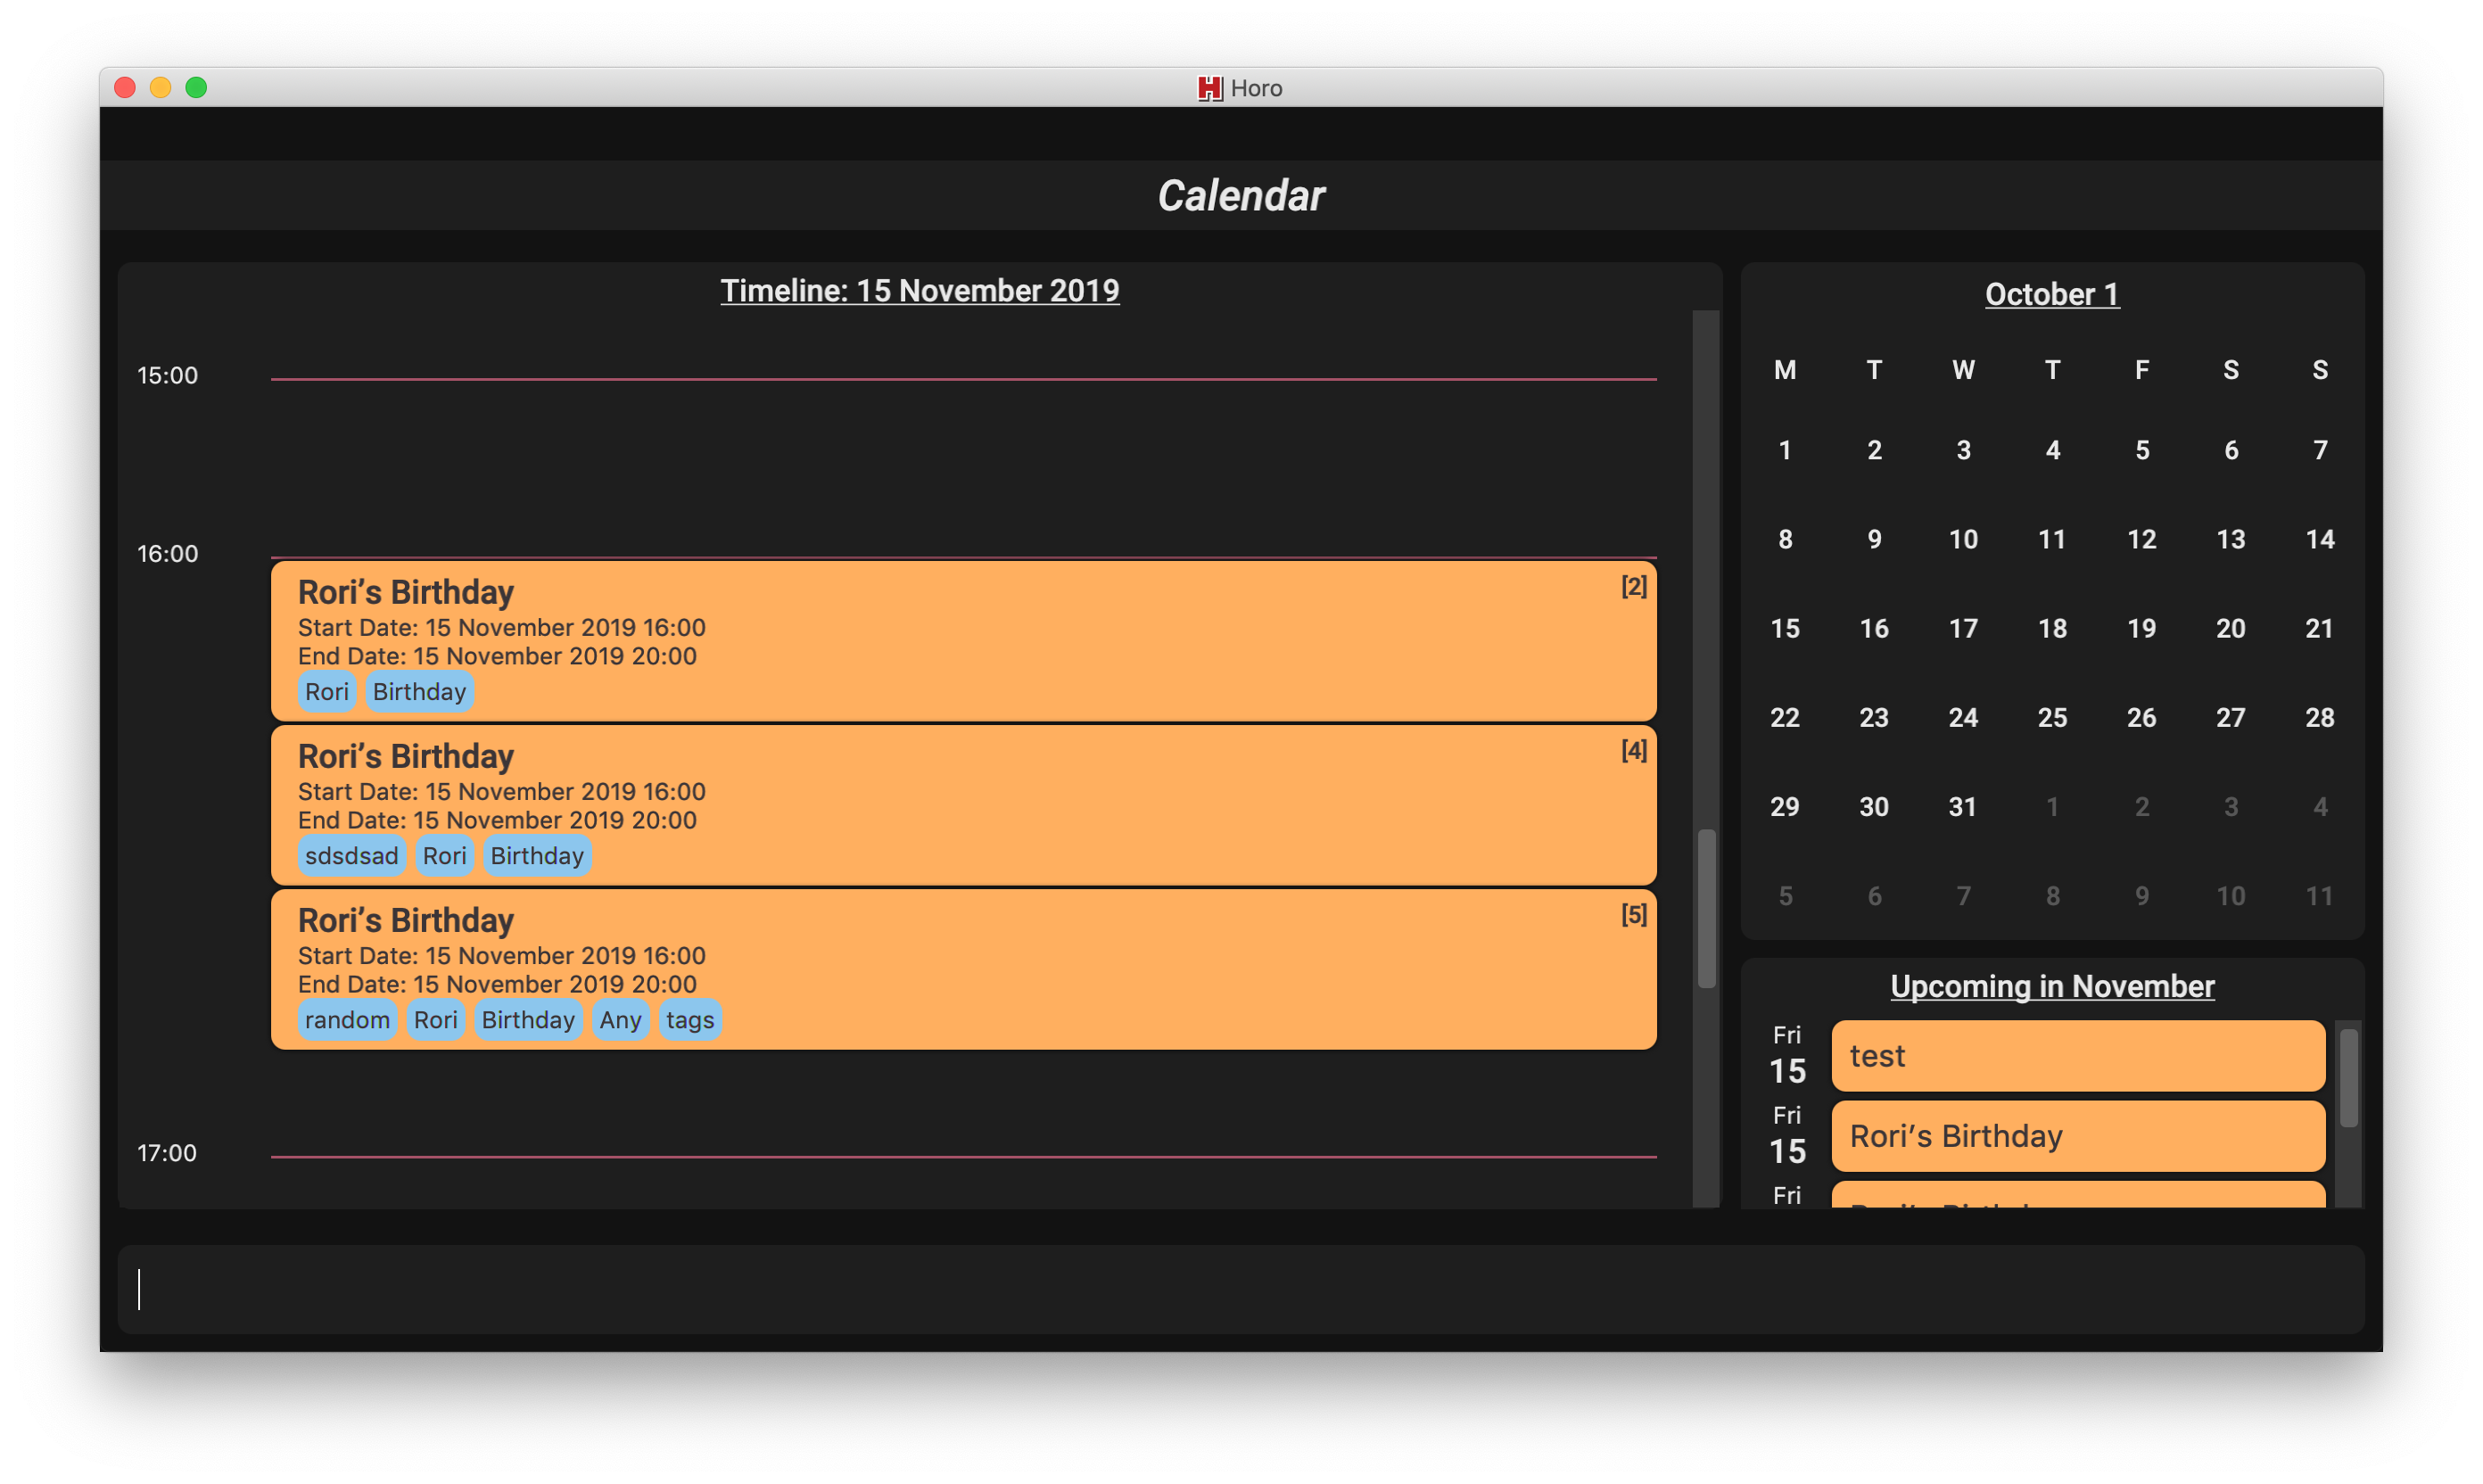 Horo
Calendar
Timeline: 15 November 2019
15:00
16:00
Rori’s Birthday [2]
Start Date: 15 November 2019 16:00
End Date: 15 November 2019 20:00
Rori Birthday
Rori’s Birthday [4]
Start Date: 15 November 2019 16:00
End Date: 15 November 2019 20:00
sdsdsad Rori Birthday
Rori’s Birthday [5]
Start Date: 15 November 2019 16:00
End Date: 15 November 2019 20:00
random Rori Birthday Any tags
17:00
October 1
M T W T F S S
1 2 3 4 5 6 7
8 9 10 11 12 13 14
15 16 17 18 19 20 21
22 23 24 25 26 27 28
29 30 31 1 2 3 4
5 6 7 8 9 10 11
Upcoming in November
Fri
15 test
Fri
15 Rori’s Birthday
Fri